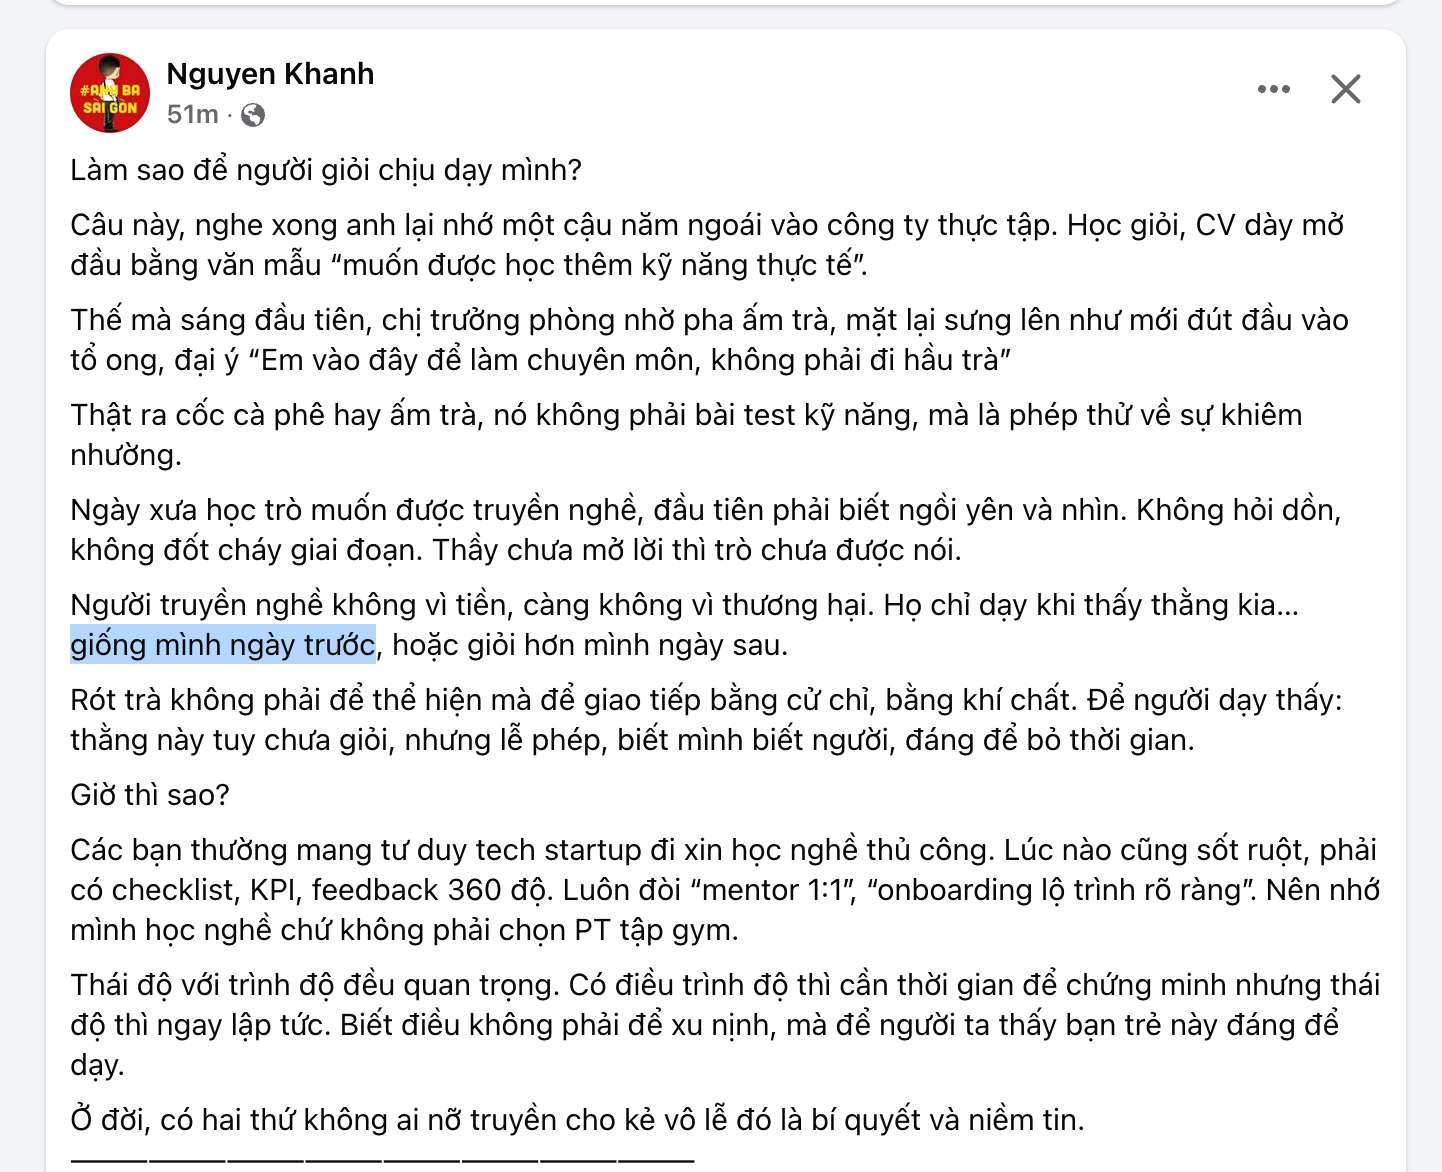 #ANH BA
SÀI GÒN
Nguyen Khanh
51m ·
Làm sao để người giỏi chịu dạy mình?
Câu này, nghe xong anh lại nhớ một cậu năm ngoái vào công ty thực tập. Học giỏi, CV dày mở
đầu bằng văn mẫu “muốn được học thêm kỹ năng thực tế”.
Thế mà sáng đầu tiên, chị trưởng phòng nhờ pha ấm trà, mặt lại sưng lên như mới đút đầu vào
tổ ong, đại ý “Em vào đây để làm chuyên môn, không phải đi hầu trà”
Thật ra cốc cà phê hay ấm trà, nó không phải bài test kỹ năng, mà là phép thử về sự khiêm
nhường.
Ngày xưa học trò muốn được truyền nghề, đầu tiên phải biết ngồi yên và nhìn. Không hỏi dồn,
không đốt cháy giai đoạn. Thầy chưa mở lời thì trò chưa được nói.
Người truyền nghề không vì tiền, càng không vì thương hại. Họ chỉ dạy khi thấy thằng kia...
giống mình ngày trước, hoặc giỏi hơn mình ngày sau.
Rót trà không phải để thể hiện mà để giao tiếp bằng cử chỉ, bằng khí chất. Để người dạy thấy:
thằng này tuy chưa giỏi, nhưng lễ phép, biết mình biết người, đáng để bỏ thời gian.
Giờ thì sao?
Các bạn thường mang tư duy tech startup đi xin học nghề thủ công. Lúc nào cũng sốt ruột, phải
có checklist, KPI, feedback 360 độ. Luôn đòi “mentor 1:1”, “onboarding lộ trình rõ ràng”. Nên nhớ
mình học nghề chứ không phải chọn PT tập gym.
Thái độ với trình độ đều quan trọng. Có điều trình độ thì cần thời gian để chứng minh nhưng thái
độ thì ngay lập tức. Biết điều không phải để xu nịnh, mà để người ta thấy bạn trẻ này đáng để
dạy.
Ở đời, có hai thứ không ai nỡ truyền cho kẻ vô lễ đó là bí quyết và niềm tin.
————————